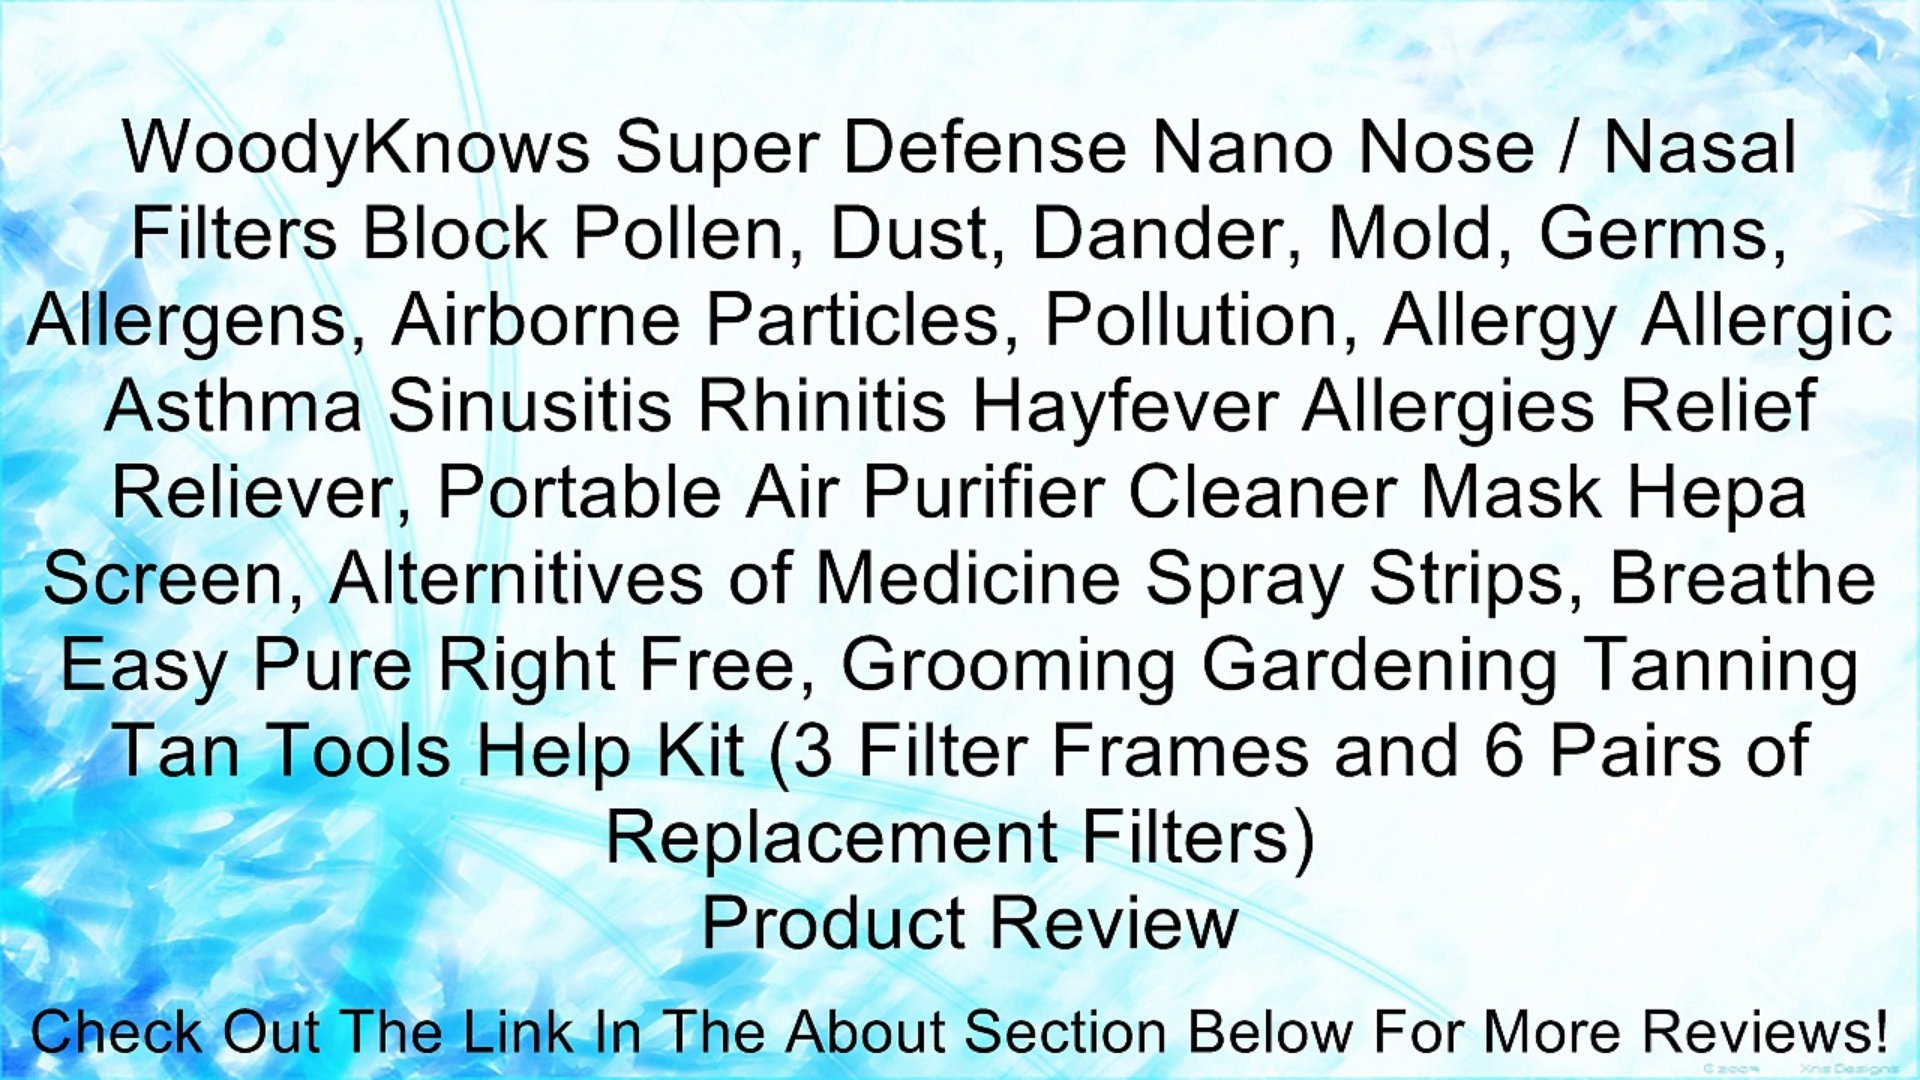 WoodyKnows Super Defense Nano Nose / Nasal
Filters Block Pollen, Dust, Dander, Mold, Germs,
Allergens, Airborne Particles, Pollution, Allergy Allergic
Asthma Sinusitis Rhinitis Hayfever Allergies Relief
Reliever, Portable Air Purifier Cleaner Mask Hepa
Screen, Alternitives of Medicine Spray Strips, Breathe
Easy Pure Right Free, Grooming Gardening Tanning
Tan Tools Help Kit (3 Filter Frames and 6 Pairs of
Replacement Filters)
Product Review
Check Out The Link In The About Section Below For More Reviews!